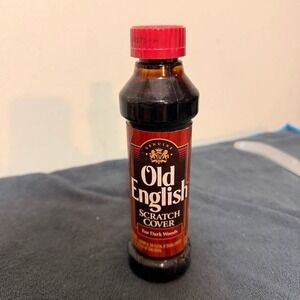 GENUINE
Old
English
SCRATCH
COVER
For Dark Woods